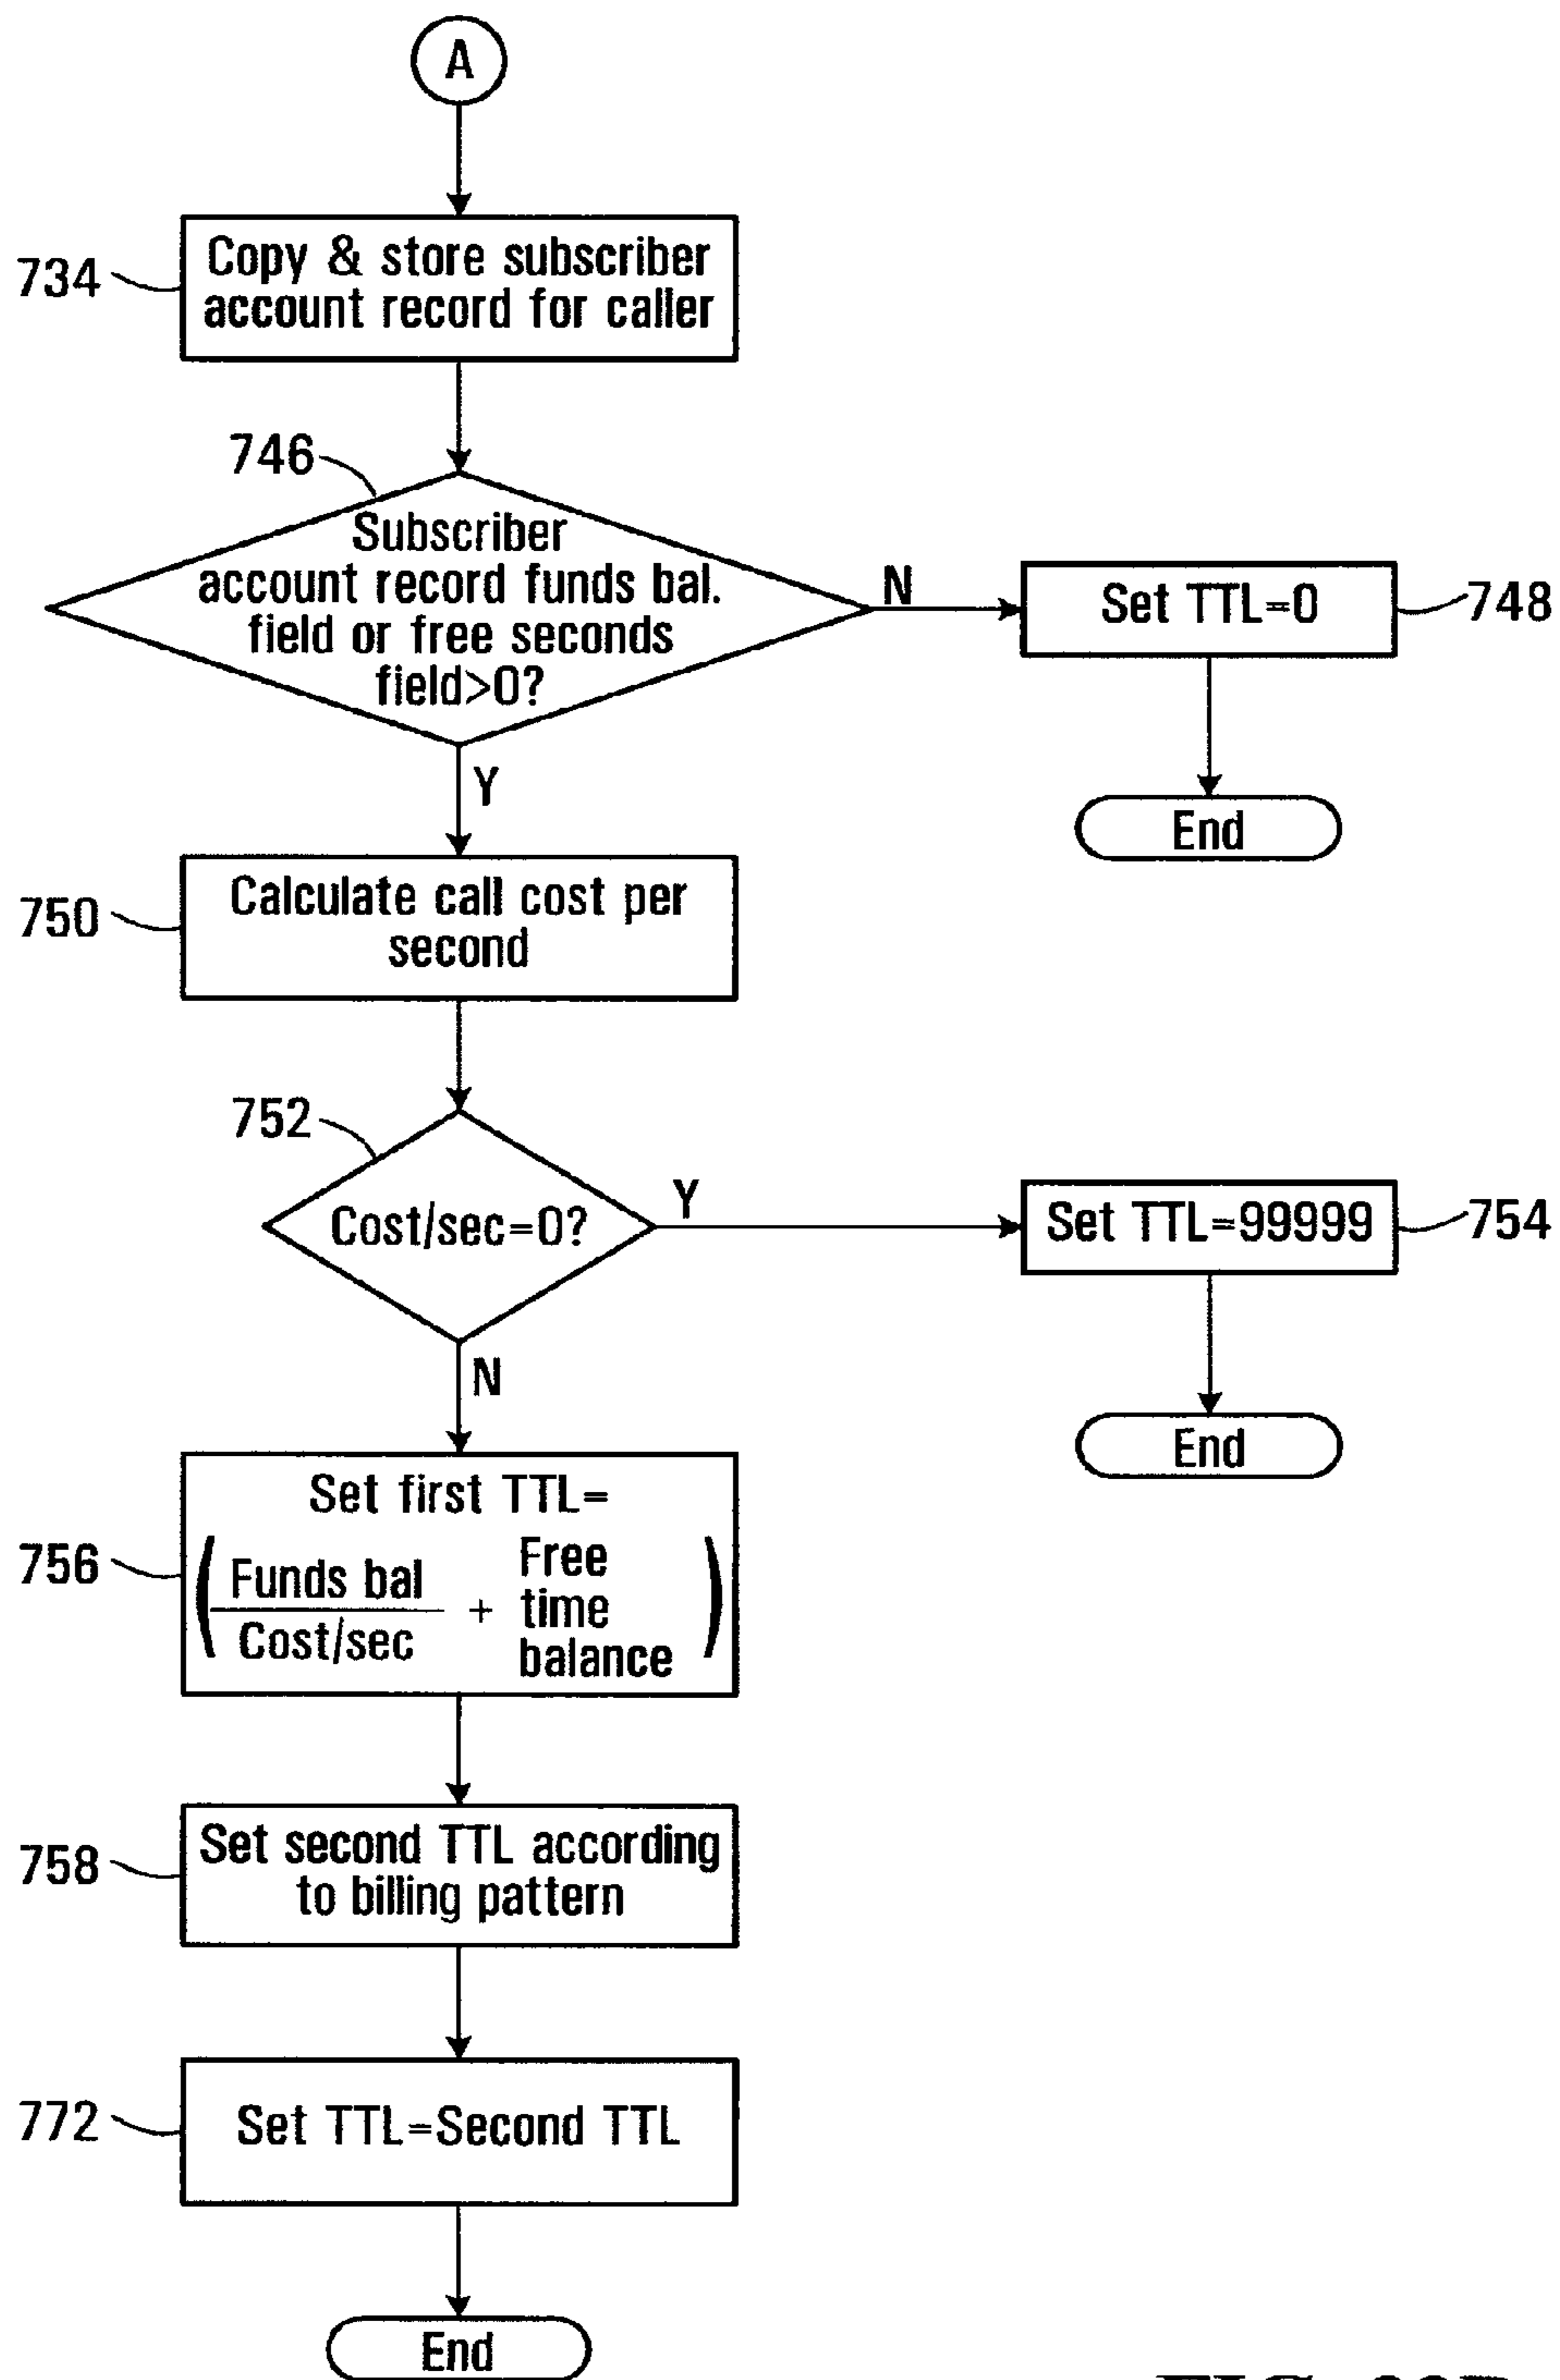 A
734
Copy & store subscriber
account record for caller
746
Subscriber
account record funds bal.
field or free seconds
field>0?
N
Set TTL=0
748
End
Y
750
Calculate call cost per
second
752
Cost/sec=0?
Y
Set TTL=99999
754
End
N
756
Set first TTL=
( Funds bal
Cost/sec
+
Free
time
balance )
758
Set second TTL according
to billing pattern
772
Set TTL=Second TTL
End